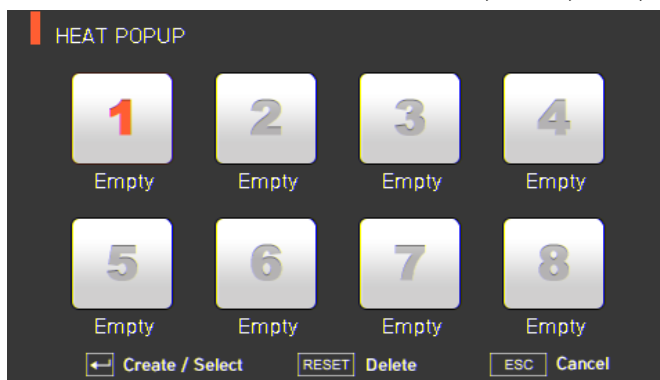 HEAT POPUP
1 2 3 4
Empty Empty Empty Empty
5 6 7 8
Empty Empty Empty Empty
Create / Select RESET Delete ESC Cancel